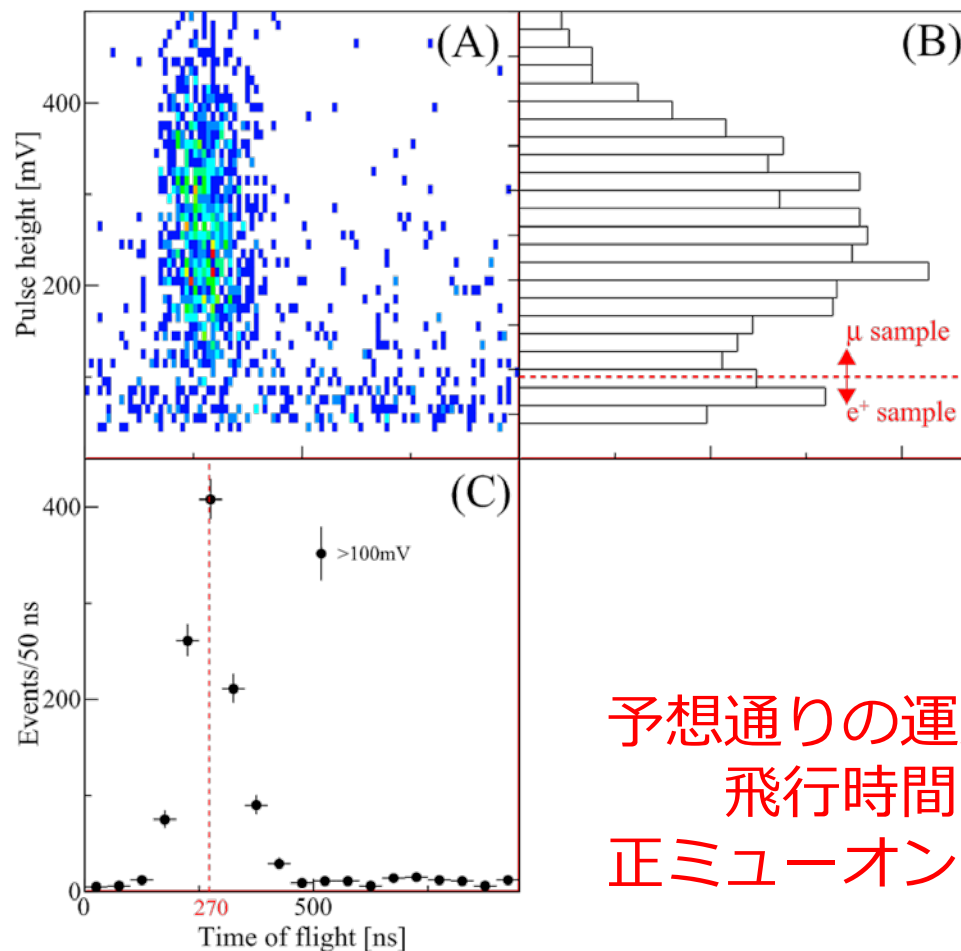 (A)
(B)
Pulse height [mV]
400
200
μ sample
e⁺ sample
(C)
Events/50 ns
400
200
0
>100mV
0
270
500
Time of flight [ns]
予想通りの運
飛行時間
正ミューオン